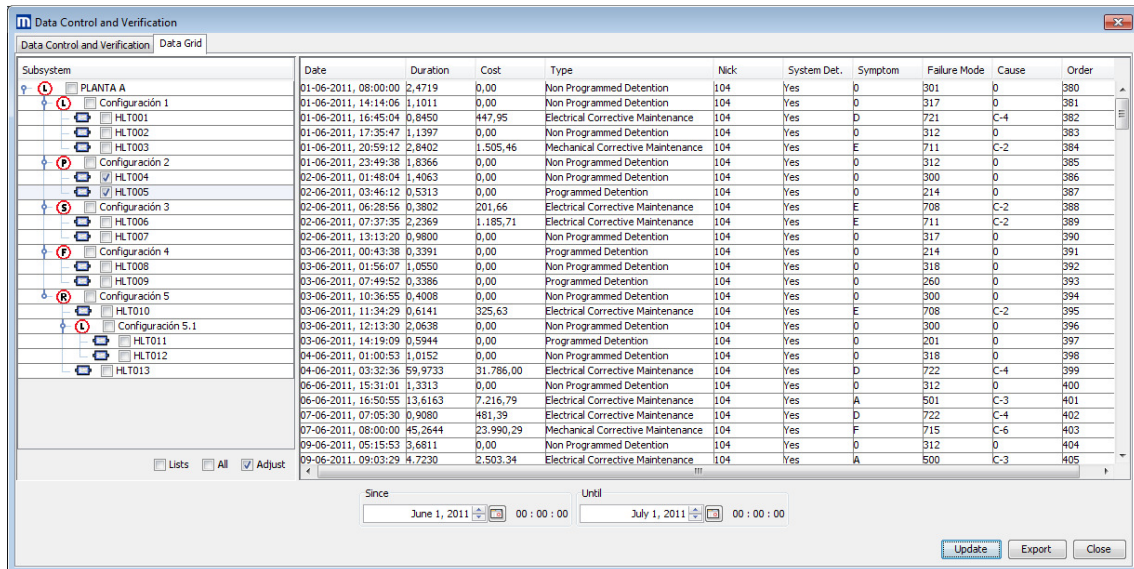 Data Control and Verification
Data Control and Verification Data Grid
Subsystem
L PLANTA A
L Configuración 1
HLT001
HLT002
HLT003
P Configuración 2
HLT004
HLT005
S Configuración 3
HLT006
HLT007
F Configuración 4
HLT008
HLT009
R Configuración 5
HLT010
L Configuración 5.1
HLT011
HLT012
HLT013
Lists All Adjust
Date Duration Cost Type Nick System Det. Symptom Failure Mode Cause Order
01-06-2011, 08:00:00 2,4719 0,00 Non Programmed Detention 104 Yes 0 301 0 380
01-06-2011, 14:14:06 1,1011 0,00 Non Programmed Detention 104 Yes 0 317 0 381
01-06-2011, 16:45:04 0,8450 447,95 Electrical Corrective Maintenance 104 Yes D 721 C-4 382
01-06-2011, 17:35:47 1,1397 0,00 Non Programmed Detention 104 Yes 0 312 0 383
01-06-2011, 20:59:12 2,8402 1.505,46 Mechanical Corrective Maintenance 104 Yes E 711 C-2 384
01-06-2011, 23:49:38 1,8366 0,00 Non Programmed Detention 104 Yes 0 312 0 385
02-06-2011, 01:48:04 1,4063 0,00 Non Programmed Detention 104 Yes 0 300 0 386
02-06-2011, 03:46:12 0,5313 0,00 Programmed Detention 104 Yes 0 214 0 387
02-06-2011, 06:28:56 0,3802 201,66 Electrical Corrective Maintenance 104 Yes E 708 C-2 388
02-06-2011, 07:37:35 2,2369 1.185,71 Electrical Corrective Maintenance 104 Yes E 711 C-2 389
02-06-2011, 13:13:20 0,9800 0,00 Non Programmed Detention 104 Yes 0 317 0 390
03-06-2011, 00:43:38 0,3391 0,00 Programmed Detention 104 Yes 0 214 0 391
03-06-2011, 01:56:07 1,0550 0,00 Non Programmed Detention 104 Yes 0 318 0 392
03-06-2011, 07:49:52 0,3386 0,00 Programmed Detention 104 Yes 0 260 0 393
03-06-2011, 10:36:55 0,4008 0,00 Non Programmed Detention 104 Yes 0 300 0 394
03-06-2011, 11:34:29 0,6141 325,63 Electrical Corrective Maintenance 104 Yes E 708 C-2 395
03-06-2011, 12:13:30 2,0638 0,00 Non Programmed Detention 104 Yes 0 300 0 396
03-06-2011, 14:19:09 0,5944 0,00 Programmed Detention 104 Yes 0 201 0 397
04-06-2011, 01:00:53 1,0152 0,00 Non Programmed Detention 104 Yes 0 318 0 398
04-06-2011, 03:32:36 59,9733 31.786,00 Electrical Corrective Maintenance 104 Yes D 722 C-4 399
06-06-2011, 15:31:01 1,3313 0,00 Non Programmed Detention 104 Yes 0 312 0 400
06-06-2011, 16:50:55 13,6163 7.216,79 Electrical Corrective Maintenance 104 Yes A 501 C-3 401
07-06-2011, 07:05:30 0,9080 481,39 Electrical Corrective Maintenance 104 Yes D 722 C-4 402
07-06-2011, 08:00:00 45,2644 23.990,29 Mechanical Corrective Maintenance 104 Yes F 715 C-6 403
09-06-2011, 05:15:53 3,6811 0,00 Non Programmed Detention 104 Yes 0 312 0 404
09-06-2011, 09:03:29 4,7230 2.503,34 Electrical Corrective Maintenance 104 Yes A 500 C-3 405
Since Until
June 1, 2011 00 : 00 : 00 July 1, 2011 00 : 00 : 00
Update Export Close